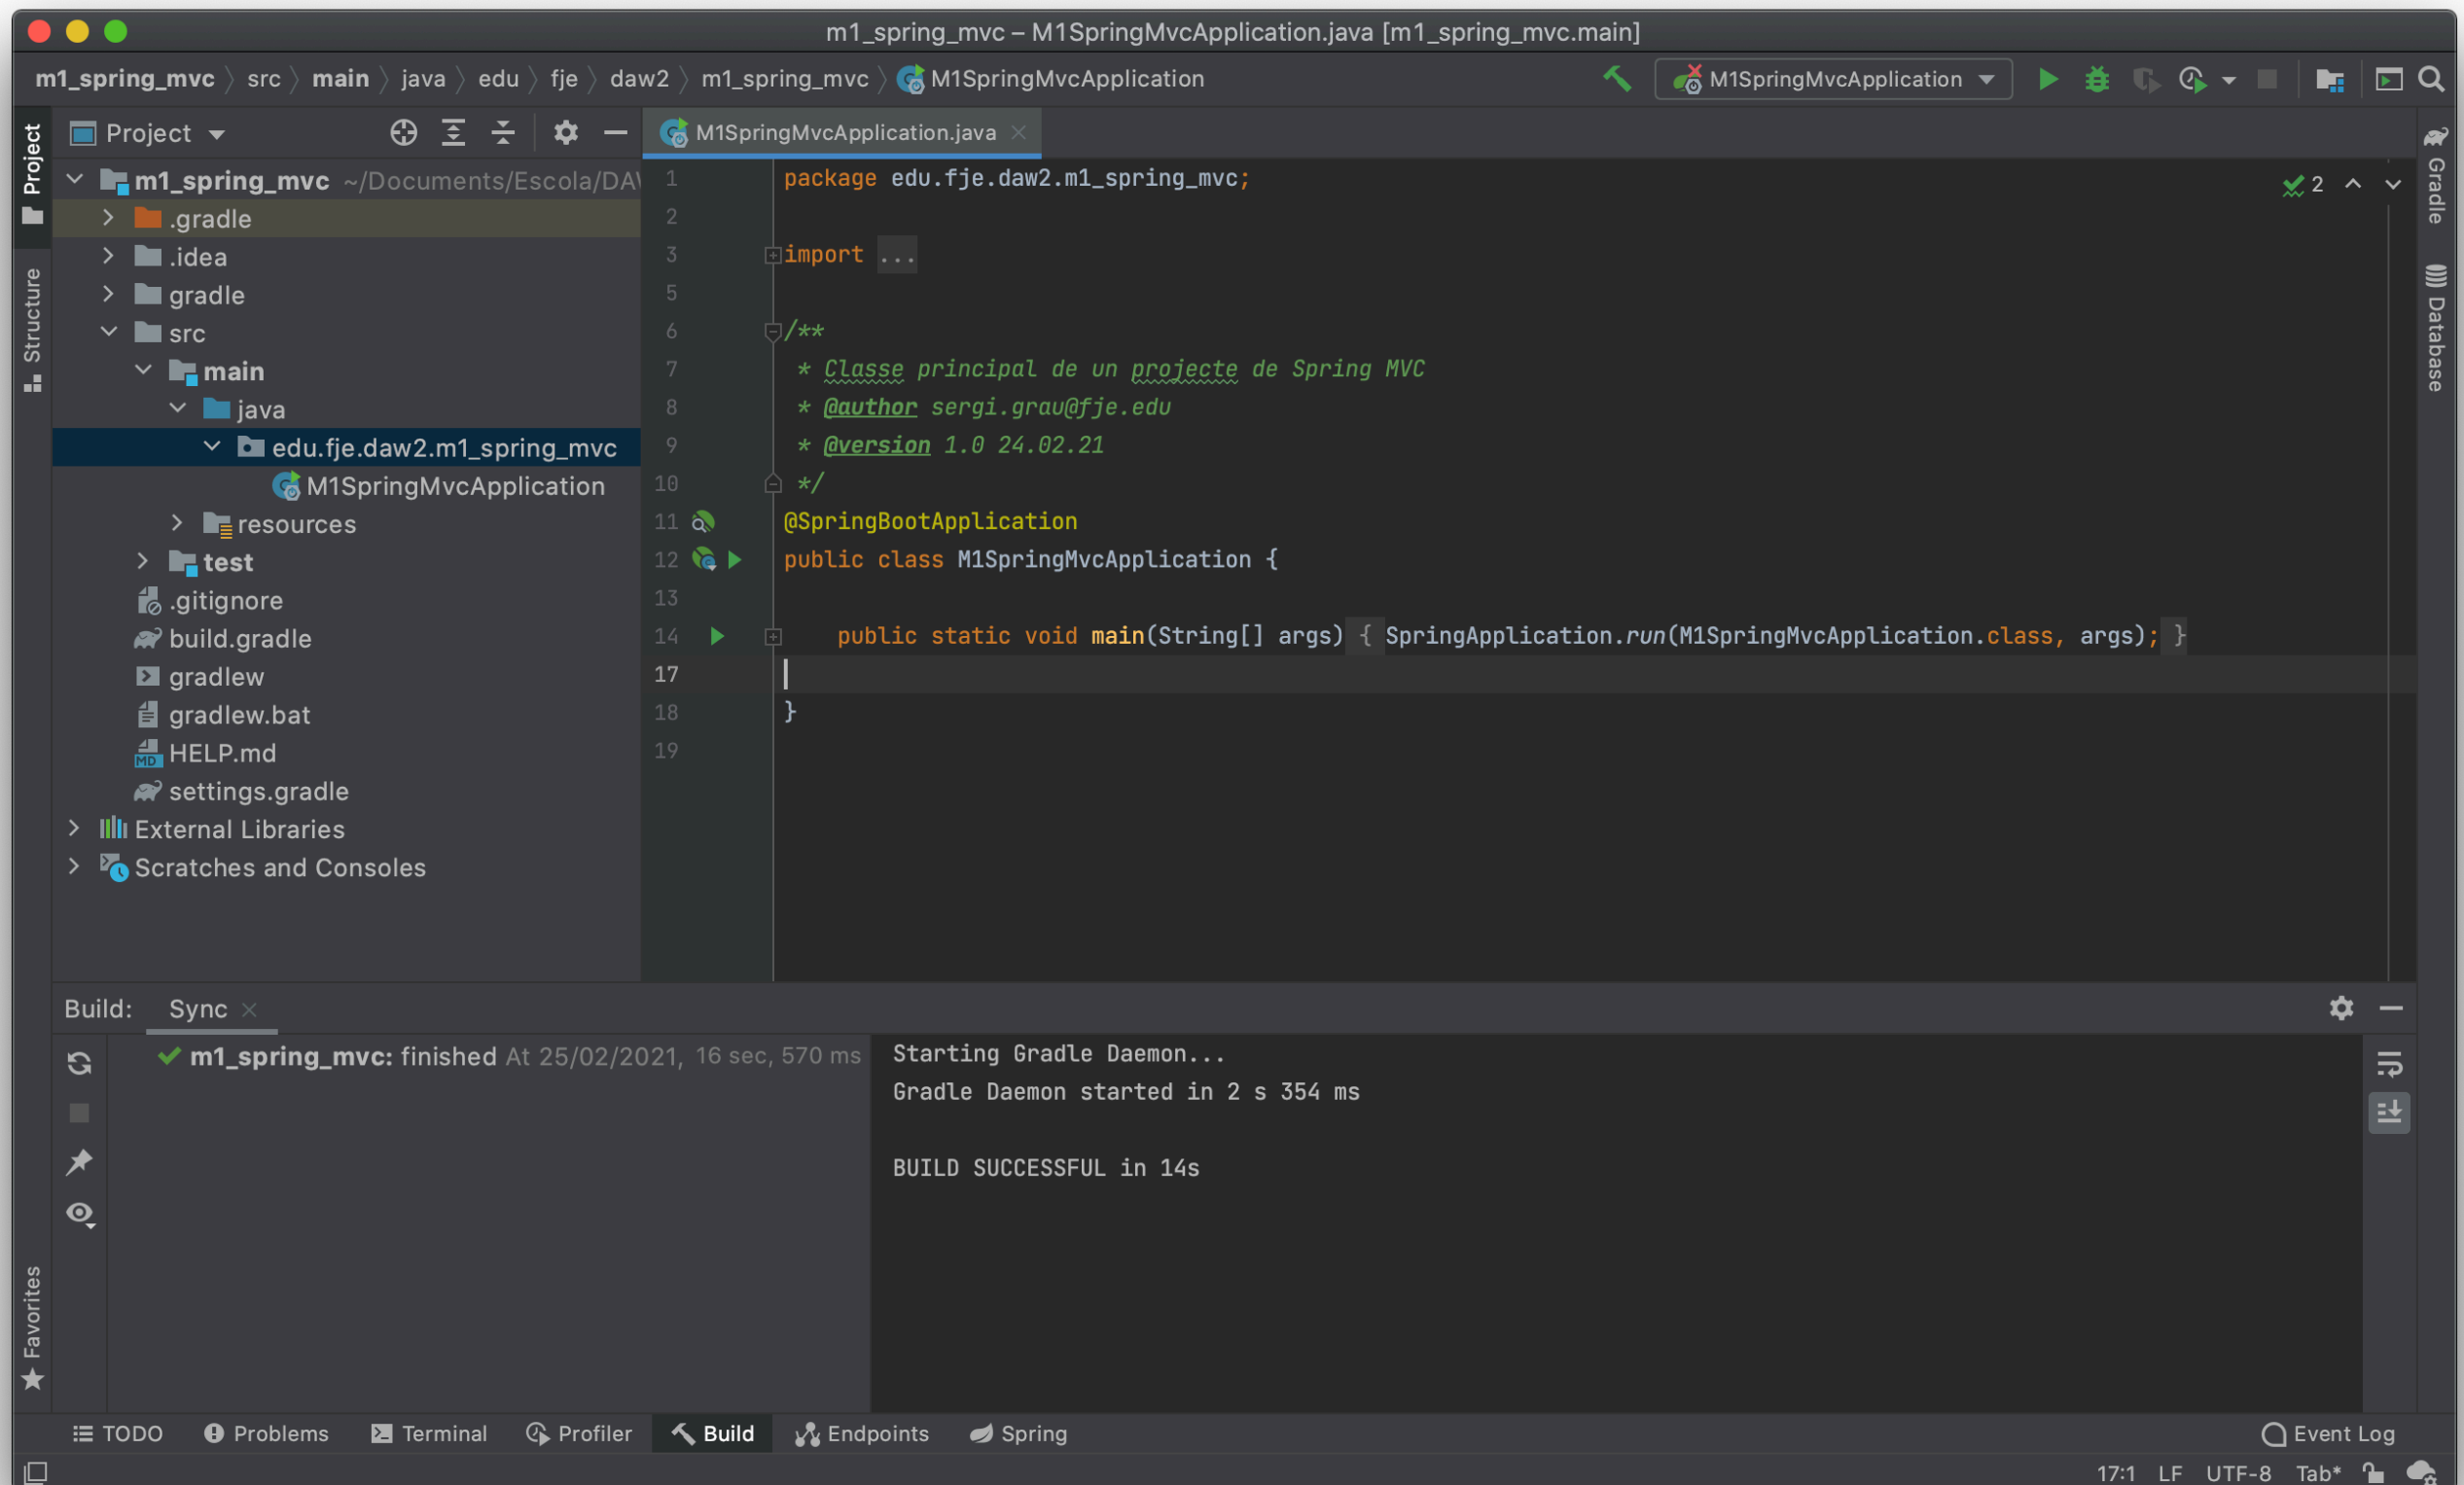 m1_spring_mvc – M1SpringMvcApplication.java [m1_spring_mvc.main]
m1_spring_mvc src main java edu fje daw2 m1_spring_mvc M1SpringMvcApplication
M1SpringMvcApplication
Project
Structure
Favorites
Project
m1_spring_mvc ~/Documents/Escola/DA
.gradle
.idea
gradle
src
main
java
edu.fje.daw2.m1_spring_mvc
M1SpringMvcApplication
resources
test
.gitignore
build.gradle
gradlew
gradlew.bat
HELP.md
settings.gradle
External Libraries
Scratches and Consoles
M1SpringMvcApplication.java
2
1 package edu.fje.daw2.m1_spring_mvc;
2
3 import ...
5
6 /**
7 * Classe principal de un projecte de Spring MVC
8 * @author sergi.grau@fje.edu
9 * @version 1.0 24.02.21
10 */
11 @SpringBootApplication
12 public class M1SpringMvcApplication {
13
14 public static void main(String[] args) { SpringApplication.run(M1SpringMvcApplication.class, args); }
17
18 }
19
Gradle
Database
Build: Sync
m1_spring_mvc: finished At 25/02/2021, 16 sec, 570 ms
Starting Gradle Daemon...
Gradle Daemon started in 2 s 354 ms
BUILD SUCCESSFUL in 14s
TODO Problems Terminal Profiler Build Endpoints Spring Event Log
17:1 LF UTF-8 Tab*